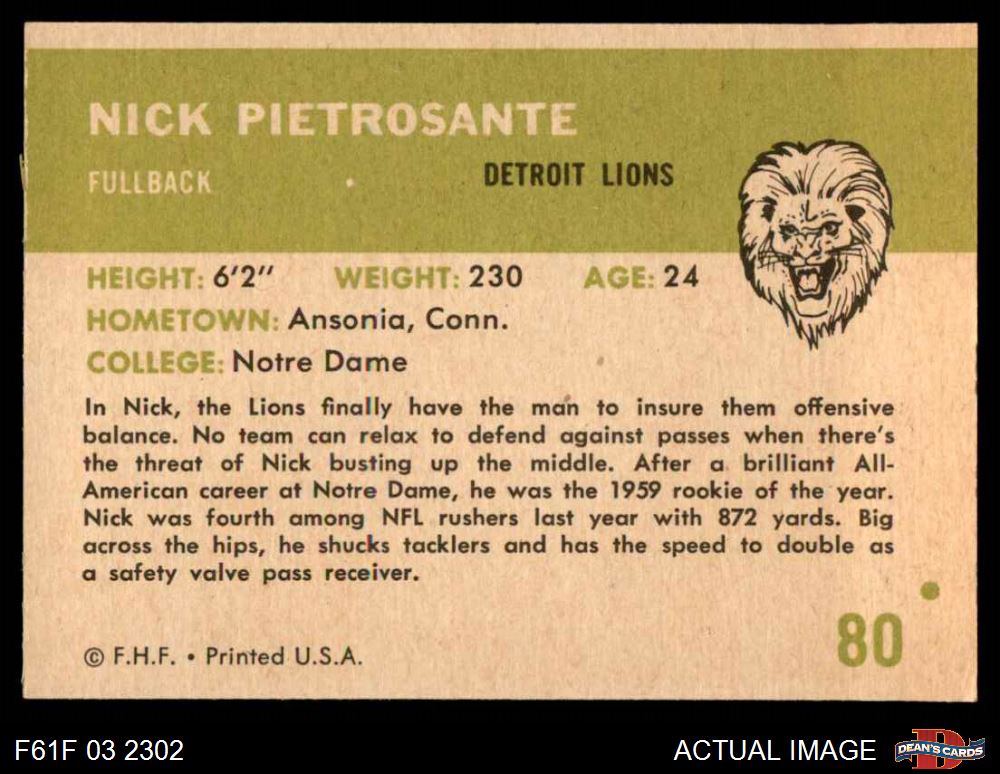 NICK PIETROSANTE
FULLBACK
DETROIT LIONS
HEIGHT: 6'2" WEIGHT: 230 AGE: 24
HOMETOWN: Ansonia, Conn.
COLLEGE: Notre Dame
In Nick, the Lions finally have the man to insure them offensive
balance. No team can relax to defend against passes when there's
the threat of Nick busting up the middle. After a brilliant All-
American career at Notre Dame, he was the 1959 rookie of the year.
Nick was fourth among NFL rushers last year with 872 yards. Big
across the hips, he shucks tacklers and has the speed to double as
a safety valve pass receiver.
80
© F.H.F. • Printed U.S.A.
F61F 03 2302
ACTUAL IMAGE
DEAN'S CARDS